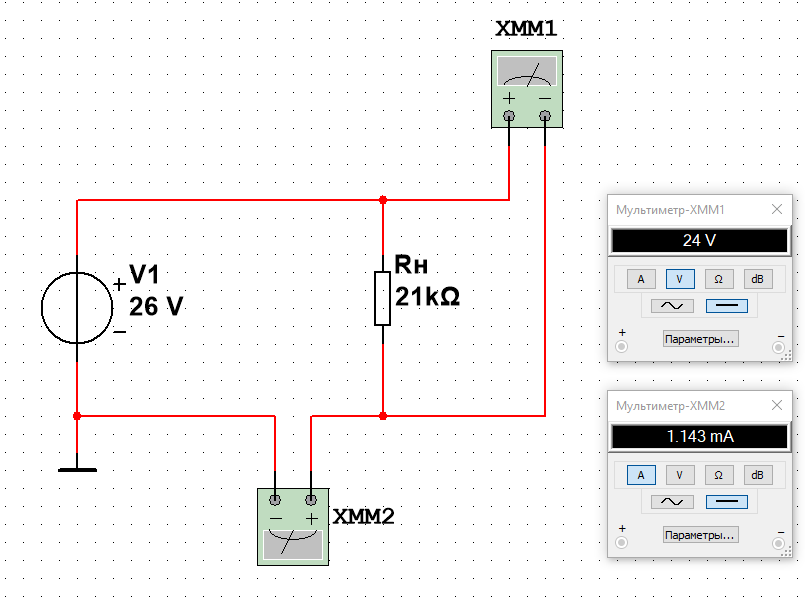 XMM1
+ −
V1
26 V
+
−
Rн
21kΩ
− +
XMM2
Мультиметр-XMM1
24 V
A V Ω dB
+ Параметры... −
Мультиметр-XMM2
1.143 mA
A V Ω dB
+ Параметры... −